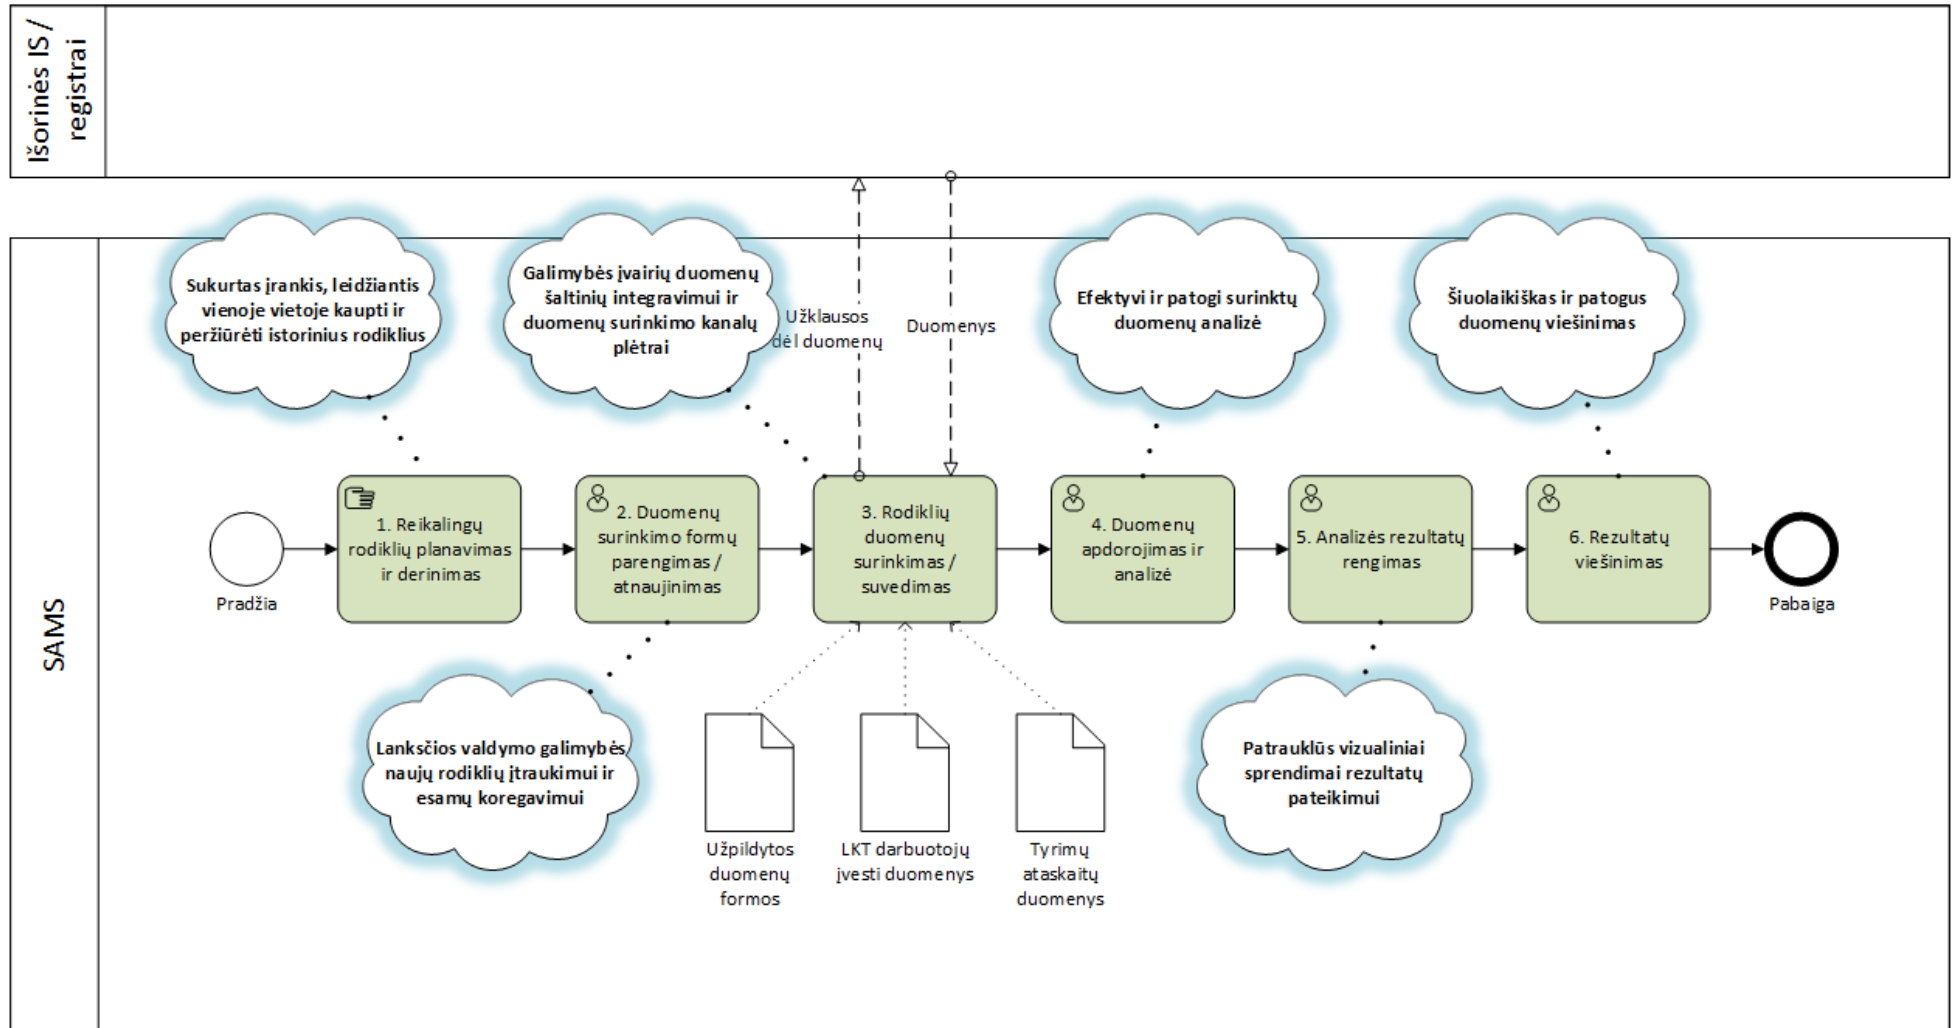 Išorinės IS /
registrai
SAMS
Sukurtas įrankis, leidžiantis
vienoje vietoje kaupti ir
peržiūrėti istorinius rodiklius
Galimybės įvairių duomenų
šaltinių integravimui ir
duomenų surinkimo kanalų
plėtrai
Užklausos
dėl duomenų
Duomenys
Efektyvi ir patogi surinktų
duomenų analizė
Šiuolaikiškas ir patogus
duomenų viešinimas
Pradžia
1. Reikalingų
rodiklių planavimas
ir derinimas
2. Duomenų
surinkimo formų
parengimas /
atnaujinimas
3. Rodiklių
duomenų
surinkimas /
suvedimas
4. Duomenų
apdorojimas ir
analizė
5. Analizės rezultatų
rengimas
6. Rezultatų
viešinimas
Pabaiga
Lanksčios valdymo galimybės
naujų rodiklių įtraukimui ir
esamų koregavimui
Užpildytos
duomenų
formos
LKT darbuotojų
įvesti duomenys
Tyrimų
ataskaitų
duomenys
Patrauklūs vizualiniai
sprendimai rezultatų
pateikimui